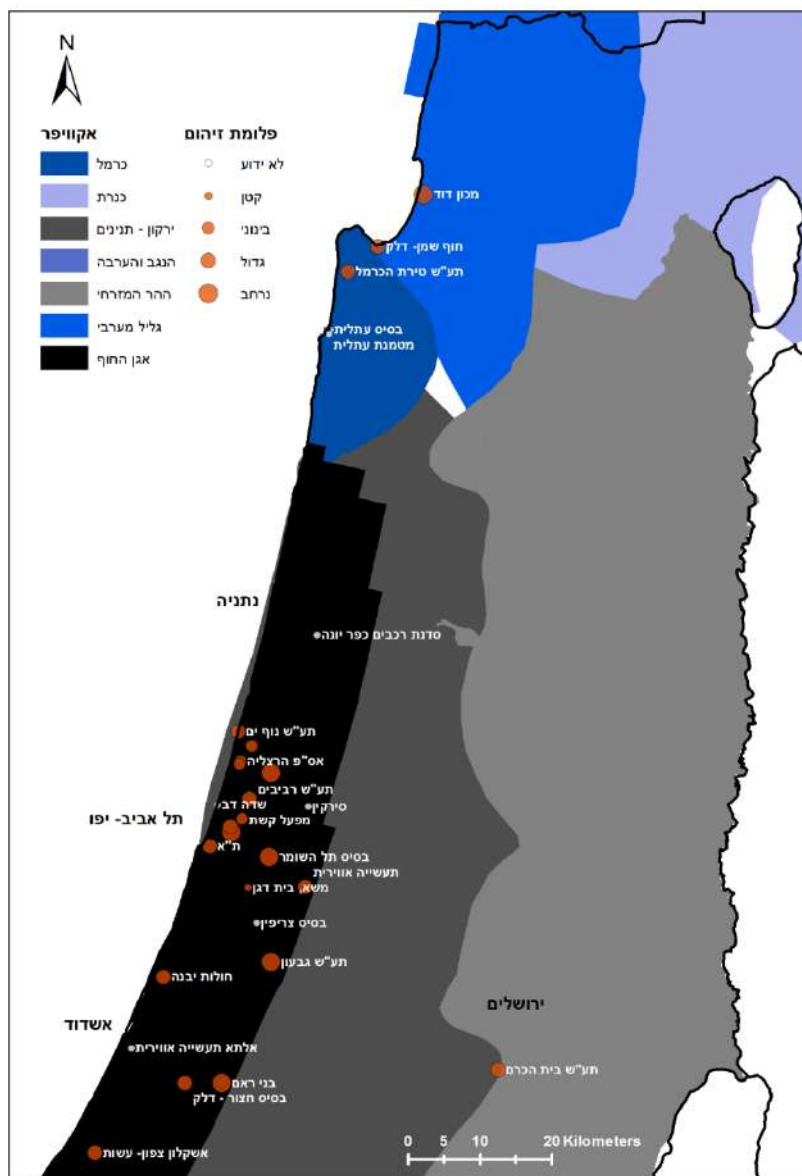 N
אקוויפר
כרמל
כנרת
ירקון - תנינים
הנגב והערבה
ההר המזרחי
גליל מערבי
אגן החוף
פלומת זיהום
לא ידוע
קטן
בינוני
גדול
נרחב
מכון דוד
חוף שמן- דלק
תע"ש טירת הכרמל
בסיס עתלית
מטמנת עתלית
נתניה
סדנת רכבים כפר יונה
תע"ש נוף ים
אס"פ הרצליה
תע"ש רביבים
שדה דב
סירקין
תל אביב- יפו
מפעל קשת
ת"א
בסיס תל השומר
תעשייה אווירית
משא, בית דגן
בסיס צריפין
תע"ש גבעון
חולות יבנה
ירושלים
אשדוד
אלתא תעשייה אווירית
תע"ש בית הכרם
בני ראם
בסיס חצור - דלק
אשקלון צפון- עשות
0 5 10 20 Kilometers